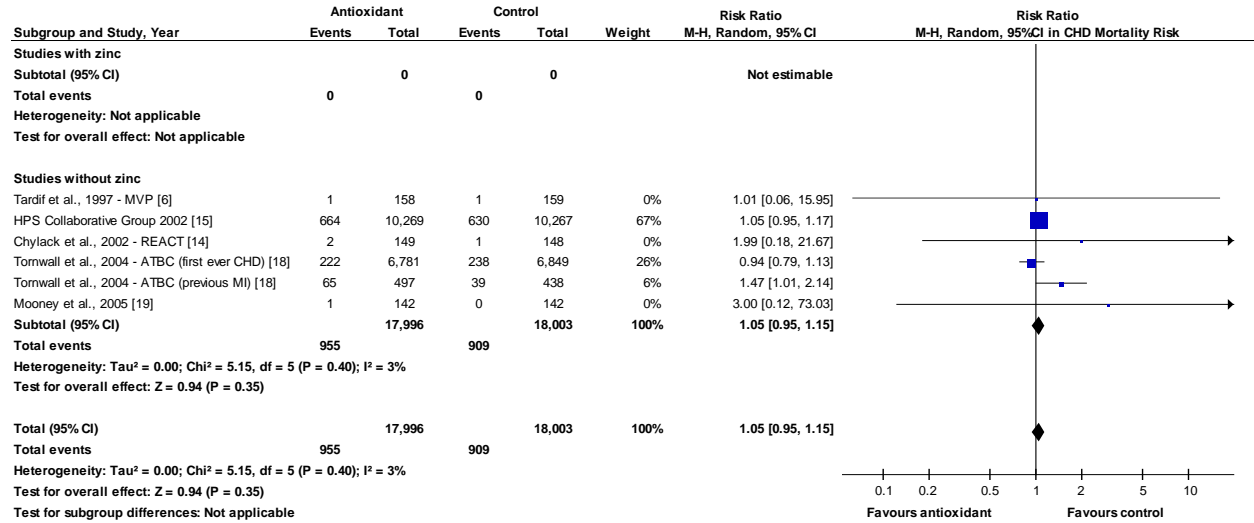 Antioxidant Control Risk Ratio Risk Ratio
Subgroup and Study, Year Events Total Events Total Weight M-H, Random, 95% CI M-H, Random, 95%CI in CHD Mortality Risk
Studies with zinc
Subtotal (95% CI) 0 0 Not estimable
Total events 0 0
Heterogeneity: Not applicable
Test for overall effect: Not applicable
Studies without zinc
Tardif et al., 1997 - MVP [6] 1 158 1 159 0% 1.01 [0.06, 15.95]
HPS Collaborative Group 2002 [15] 664 10,269 630 10,267 67% 1.05 [0.95, 1.17]
Chylack et al., 2002 - REACT [14] 2 149 1 148 0% 1.99 [0.18, 21.67]
Tornwall et al., 2004 - ATBC (first ever CHD) [18] 222 6,781 238 6,849 26% 0.94 [0.79, 1.13]
Tornwall et al., 2004 - ATBC (previous MI) [18] 65 497 39 438 6% 1.47 [1.01, 2.14]
Mooney et al., 2005 [19] 1 142 0 142 0% 3.00 [0.12, 73.03]
Subtotal (95% CI) 17,996 18,003 100% 1.05 [0.95, 1.15]
Total events 955 909
Heterogeneity: Tau² = 0.00; Chi² = 5.15, df = 5 (P = 0.40); I² = 3%
Test for overall effect: Z = 0.94 (P = 0.35)
Total (95% CI) 17,996 18,003 100% 1.05 [0.95, 1.15]
Total events 955 909
Heterogeneity: Tau² = 0.00; Chi² = 5.15, df = 5 (P = 0.40); I² = 3%
Test for overall effect: Z = 0.94 (P = 0.35)
Test for subgroup differences: Not applicable
0.1 0.2 0.5 1 2 5 10
Favours antioxidant Favours control